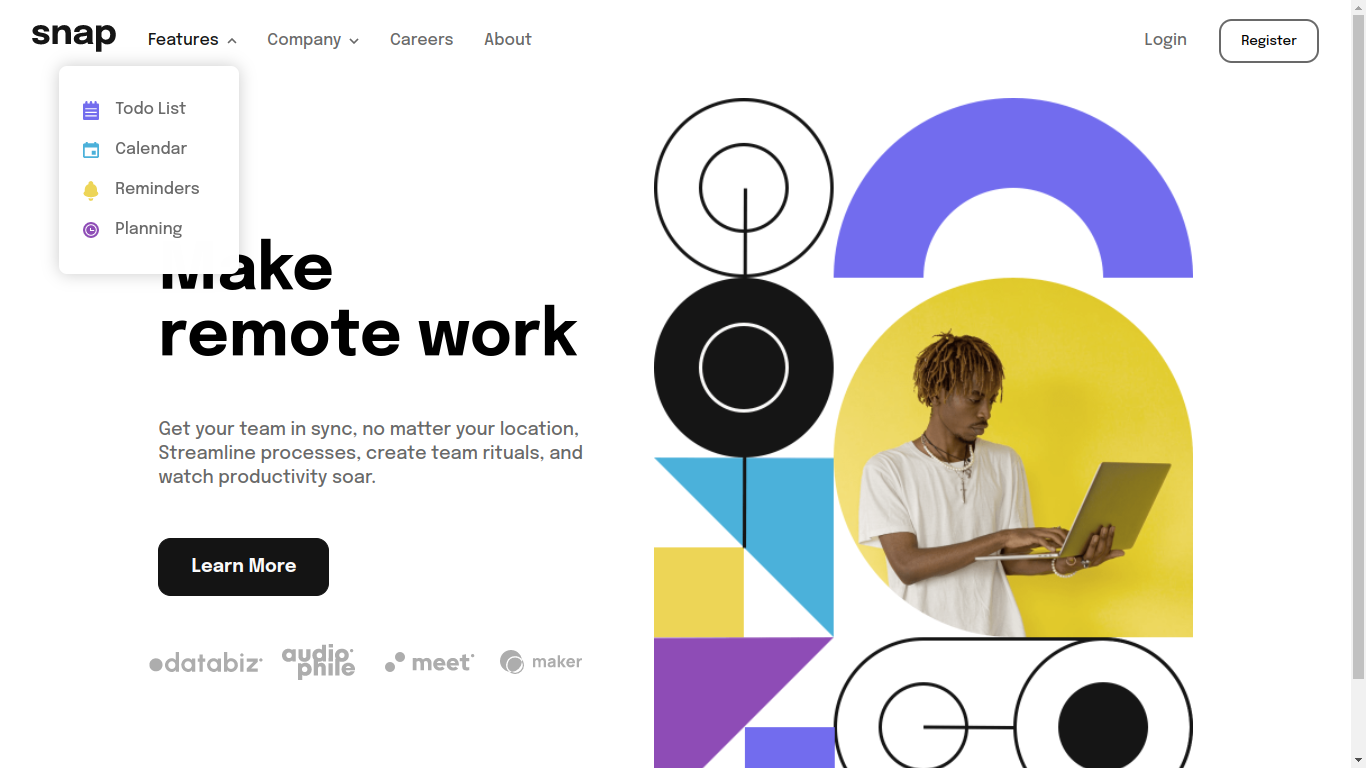 snap
Features
Company
Careers
About
Login
Register
Todo List
Calendar
Reminders
Planning
Make
remote work
Get your team in sync, no matter your location,
Streamline processes, create team rituals, and
watch productivity soar.
Learn More
databiz
audiophile
meet
maker